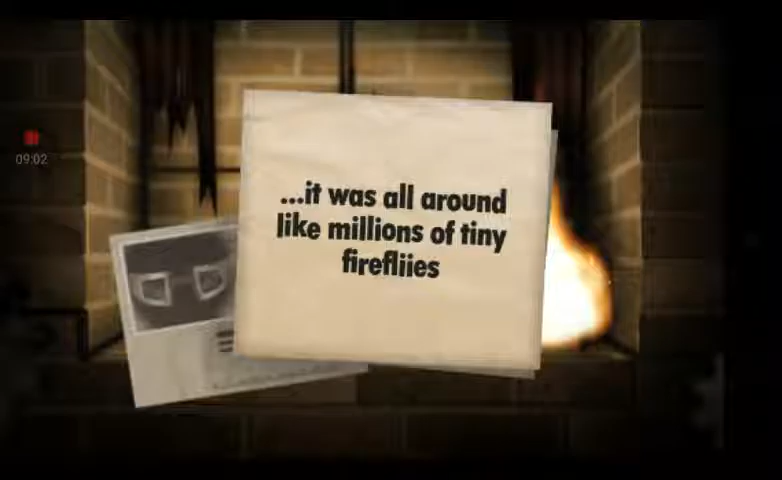 09:02
...it was all around
like millions of tiny
firefliies